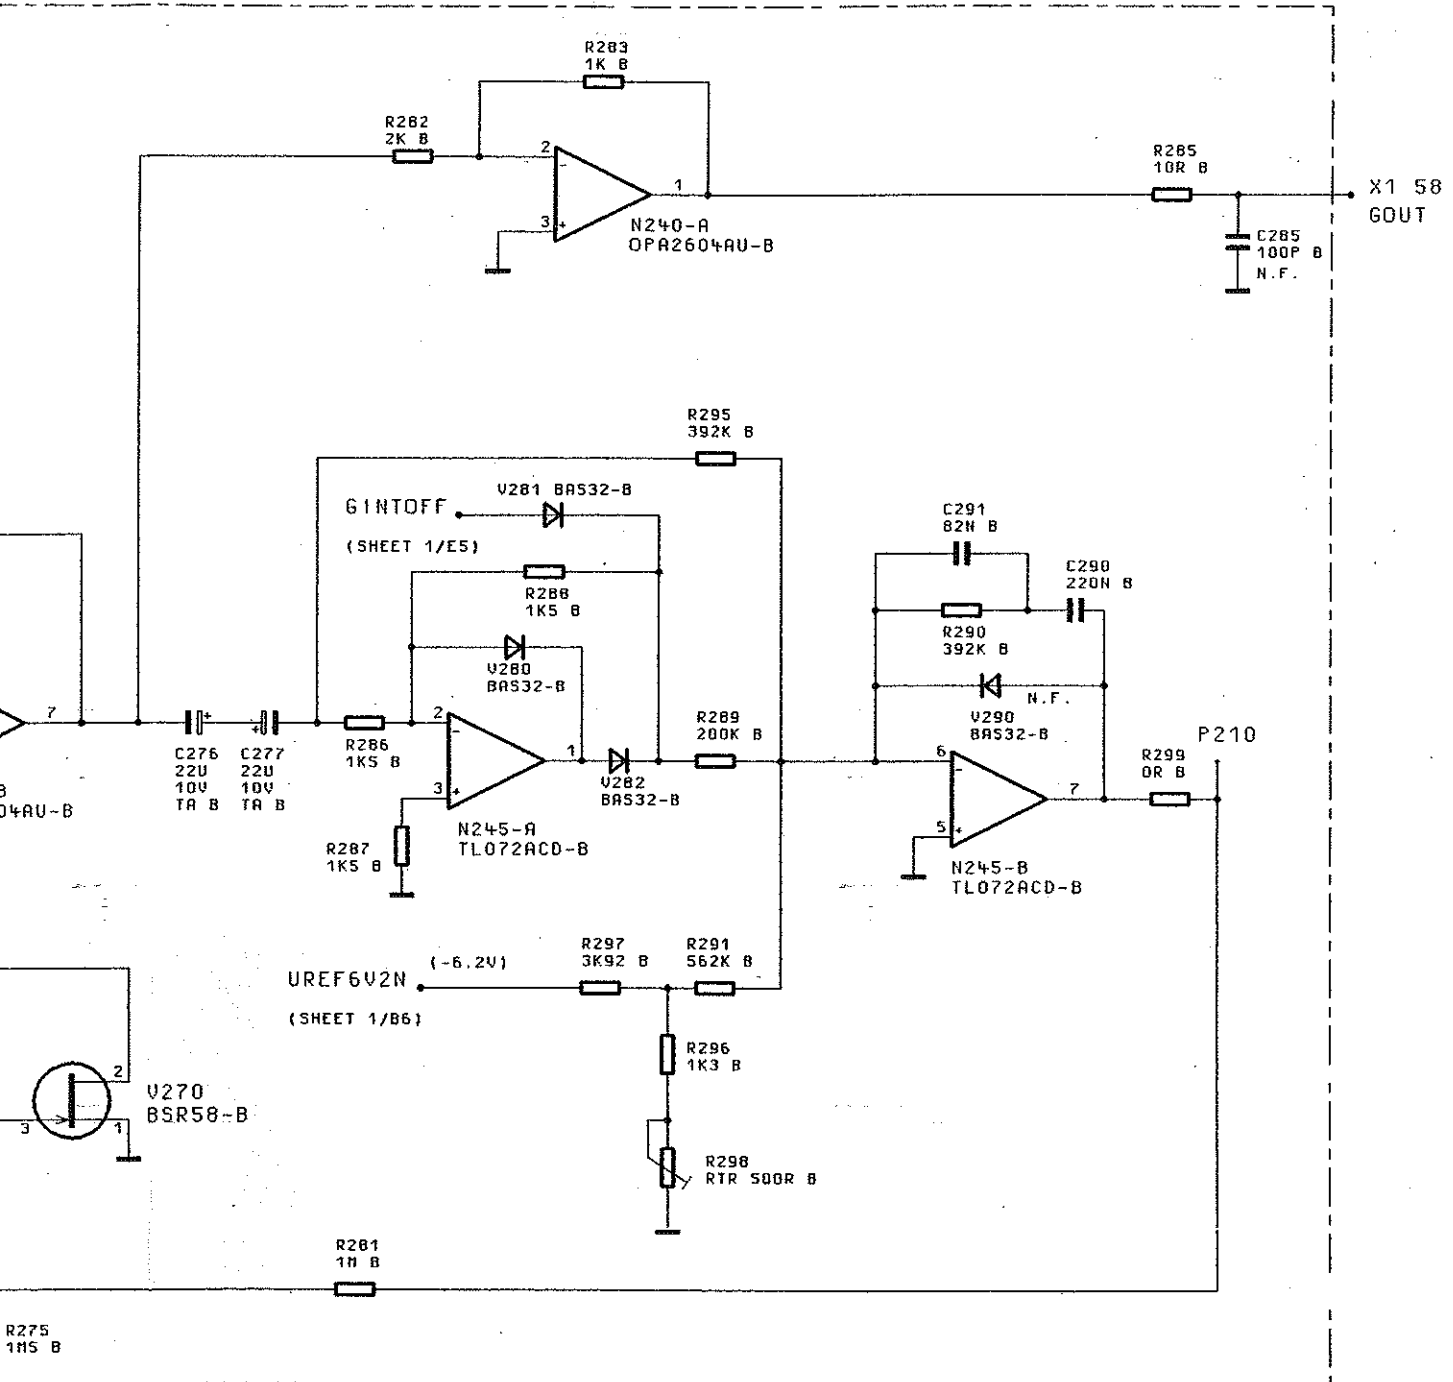 R283
1K B
R282
2K B
2
-
1
3
+
N240-A
OPA2604AU-B
R285
10R B
X1 58
GOUT
C285
100P B
N.F.
R295
392K B
V281 BAS32-B
GINTOFF
(SHEET 1/E5)
R288
1K5 B
V280
BAS32-B
C291
82N B
C290
220N B
R290
392K B
N.F.
V290
BAS32-B
7
C276
22U
10V
TA B
C277
22U
10V
TA B
R286
1K5 B
2
-
1
3
+
V282
BAS32-B
R289
200K B
6
-
7
5
+
R299
0R B
P210
B
04AU-B
R287
1K5 B
N245-A
TL072ACD-B
N245-B
TL072ACD-B
UREF6V2N
(-6.2V)
(SHEET 1/B6)
R297
3K92 B
R291
562K B
R296
1K3 B
2
V270
BSR58-B
3
1
R298
RTR 500R B
R281
1M B
R275
1M5 B